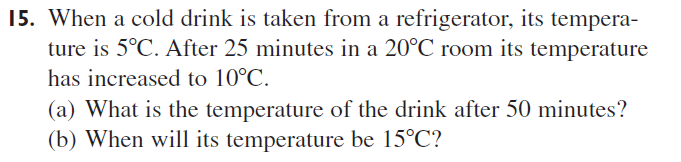 15. When a cold drink is taken from a refrigerator, its tempera-
ture is 5°C. After 25 minutes in a 20°C room its temperature
has increased to 10°C.
(a) What is the temperature of the drink after 50 minutes?
(b) When will its temperature be 15°C?